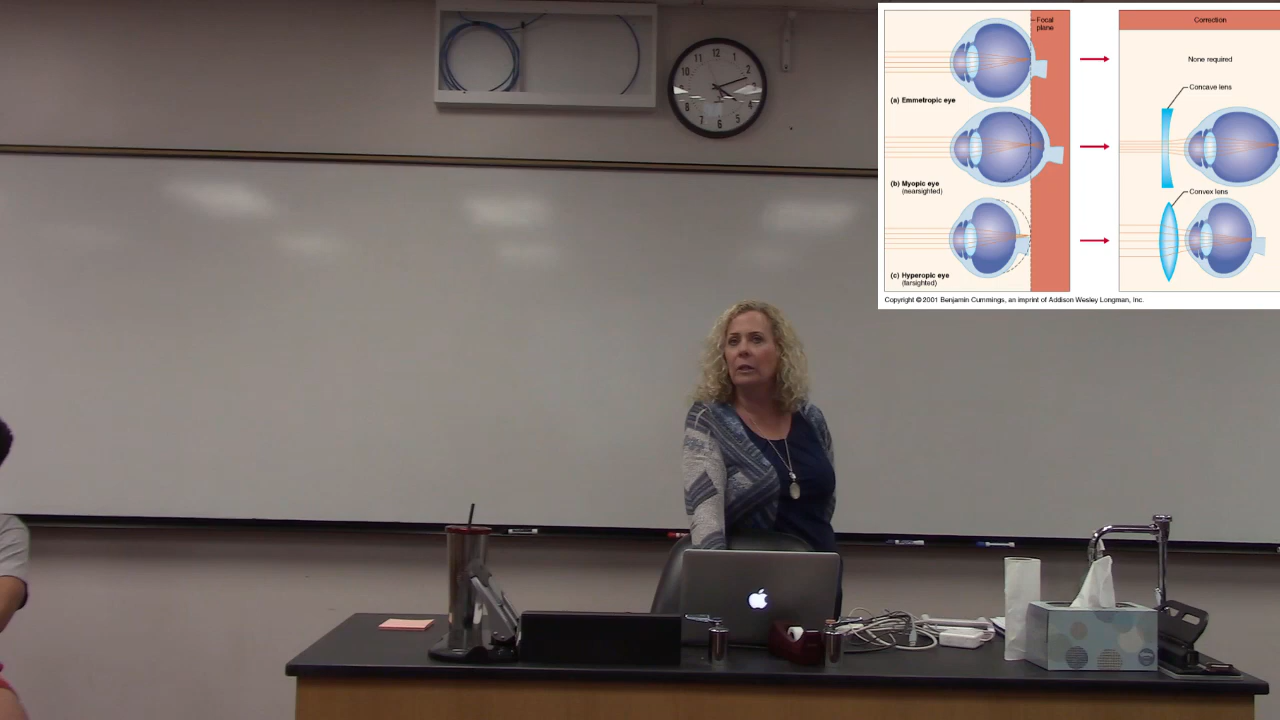 Focal
plane
Correction
None required
(a) Emmetropic eye
Concave lens
(b) Myopic eye
(nearsighted)
Convex lens
(c) Hyperopic eye
(farsighted)
Copyright © 2001 Benjamin Cummings, an imprint of Addison Wesley Longman, Inc.
11 12 1
10 2
9
8 4
7 6 5